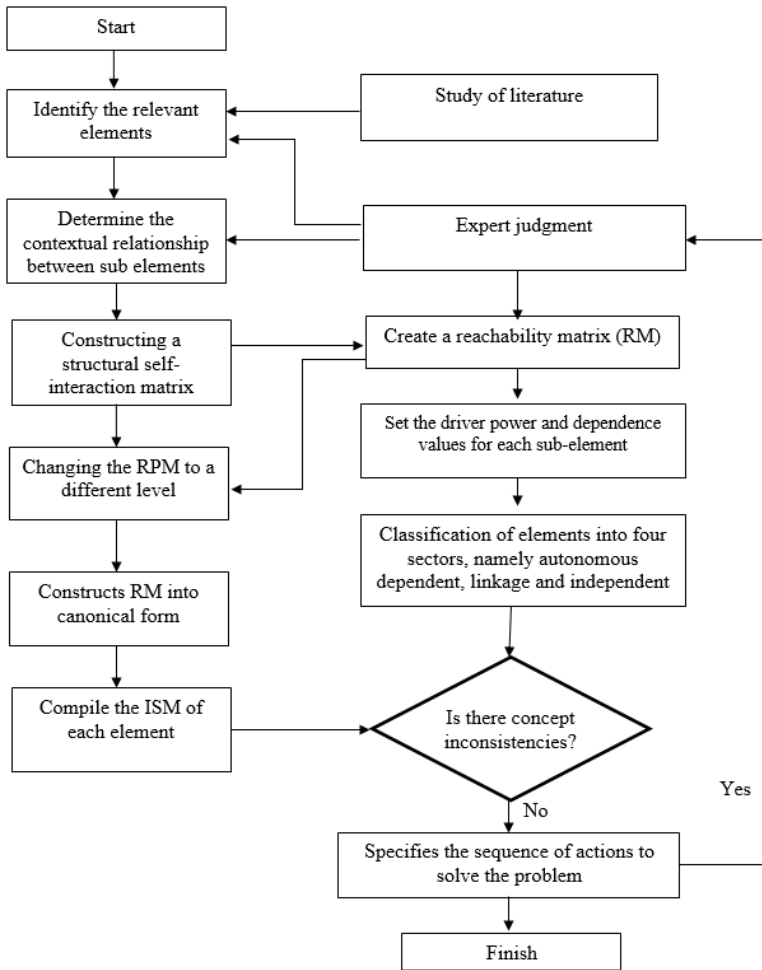 Start
Identify the relevant
elements
Study of literature
Determine the
contextual relationship
between sub elements
Expert judgment
Constructing a
structural self-
interaction matrix
Create a reachability matrix (RM)
Set the driver power and dependence
values for each sub-element
Changing the RPM to a
different level
Classification of elements into four
sectors, namely autonomous
dependent, linkage and independent
Constructs RM into
canonical form
Compile the ISM of
each element
Is there concept
inconsistencies?
Yes
No
Specifies the sequence of actions to
solve the problem
Finish